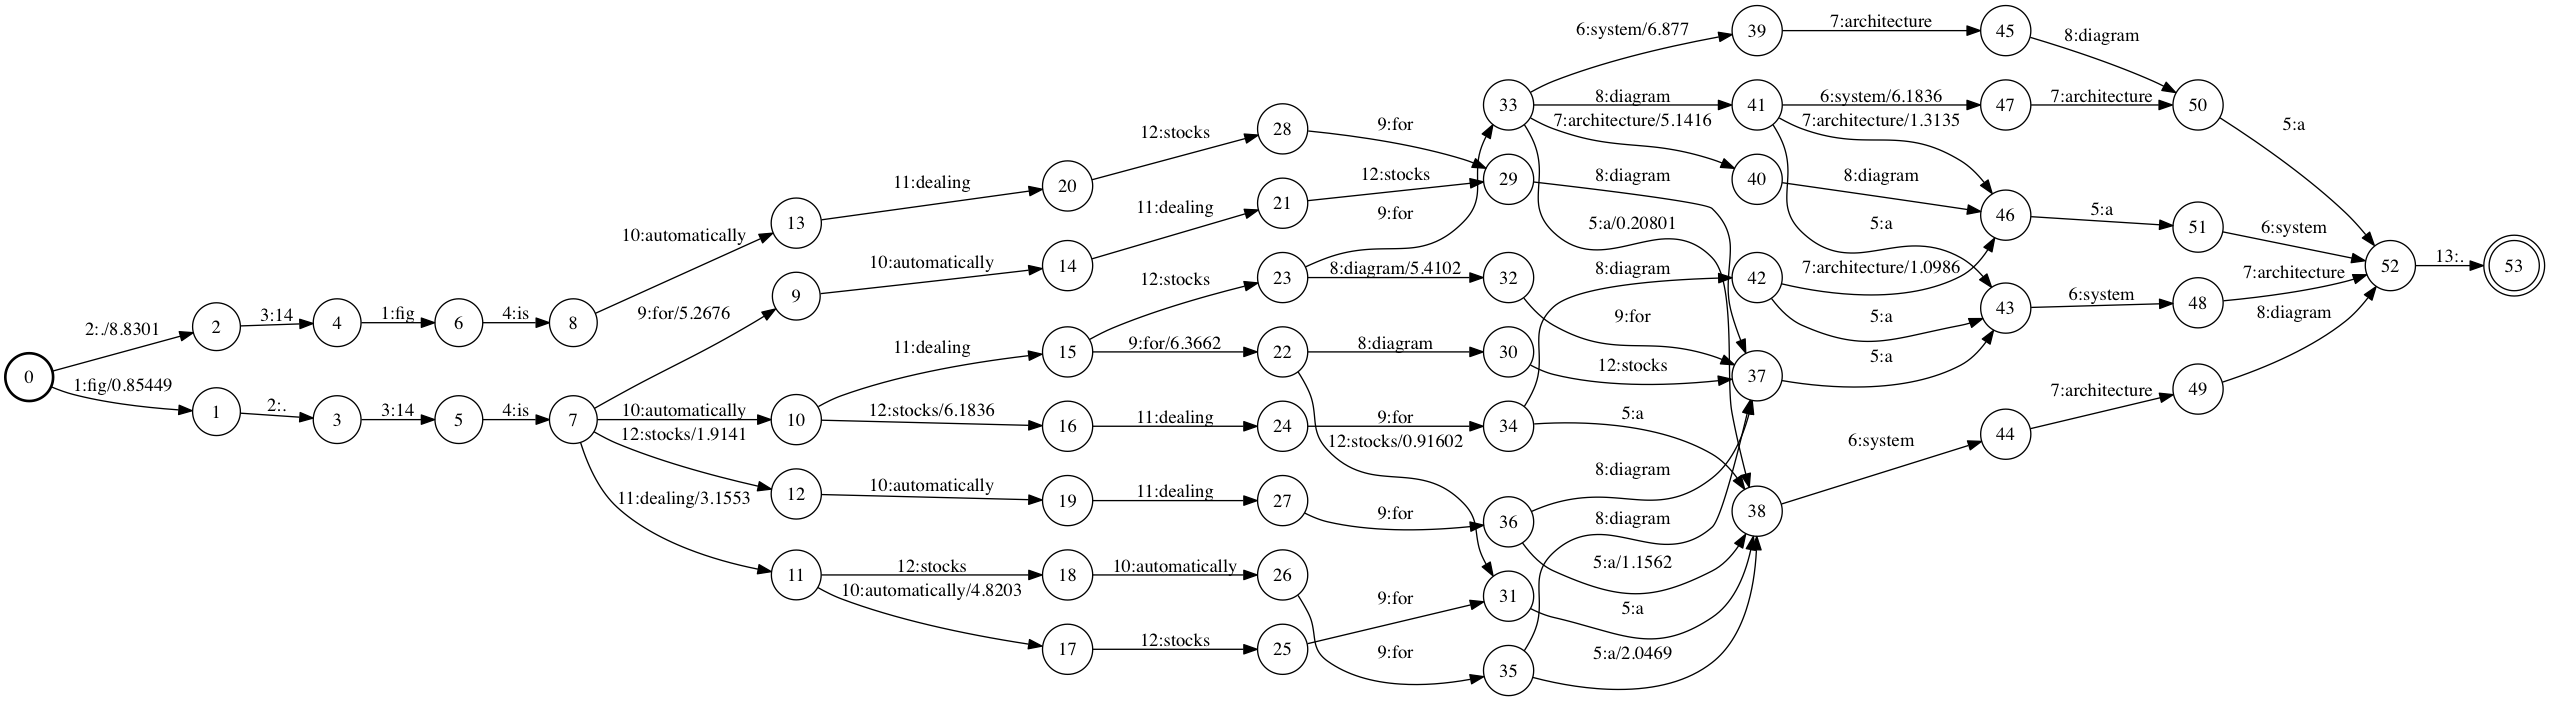 6:system/6.877
39
7:architecture
45
8:diagram
33
8:diagram
41
6:system/6.1836
47
7:architecture
50
7:architecture/5.1416
7:architecture/1.3135
5:a
12:stocks
28
9:for
11:dealing
20
12:stocks
29
8:diagram
40
8:diagram
11:dealing
14
21
9:for
5:a/0.20801
5:a
46
5:a
51
6:system
10:automatically
13
10:automatically
12:stocks
23
8:diagram/5.4102
32
8:diagram
42
7:architecture/1.0986
7:architecture
13:.
52
53
9
9:for/5.2676
9:for
5:a
43
6:system
48
8:diagram
2:./8.8301
2
3:14
4
1:fig
6
4:is
8
11:dealing
15
9:for/6.3662
22
8:diagram
30
12:stocks
5:a
37
0
1:fig/0.85449
1
2:.
3
3:14
5
4:is
7
10:automatically
10
12:stocks/6.1836
16
11:dealing
24
9:for
34
5:a
7:architecture
49
12:stocks/1.9141
12:stocks/0.91602
6:system
44
11:dealing/3.1553
12
10:automatically
19
11:dealing
27
9:for
36
8:diagram
8:diagram
38
11
12:stocks
18
10:automatically
26
5:a/1.1562
10:automatically/4.8203
9:for
31
5:a
17
12:stocks
25
9:for
35
5:a/2.0469